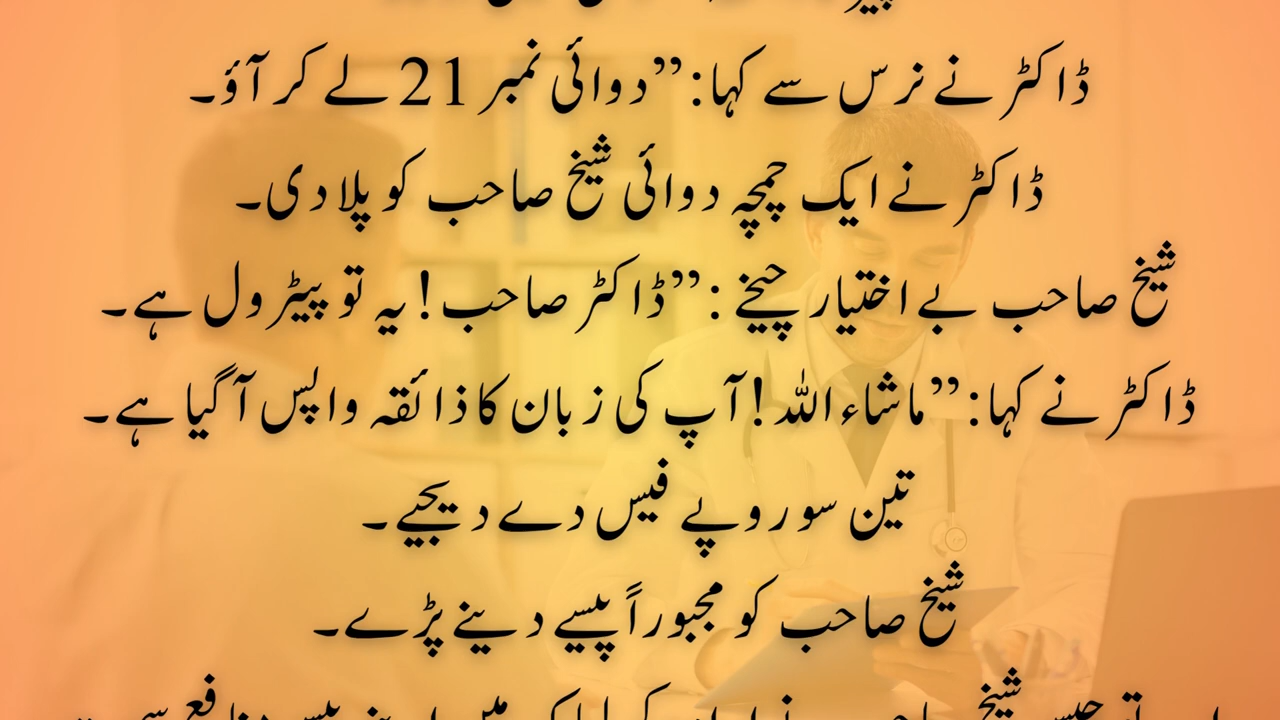 ڈاکٹر نے نرس سے کہا: ”دوائی نمبر 21 لے کر آؤ۔
ڈاکٹر نے ایک چمچہ دوائی شیخ صاحب کو پلا دی۔
شیخ صاحب بے اختیار چیخے : ”ڈاکٹر صاحب! یہ تو پیٹرول ہے۔
ڈاکٹر نے کہا: ”ماشاء اللہ! آپ کی زبان کا ذائقہ واپس آگیا ہے۔
تین سو روپے فیس دے دیجیے۔
شیخ صاحب کو مجبوراً پیسے دینے پڑے۔
شیخ